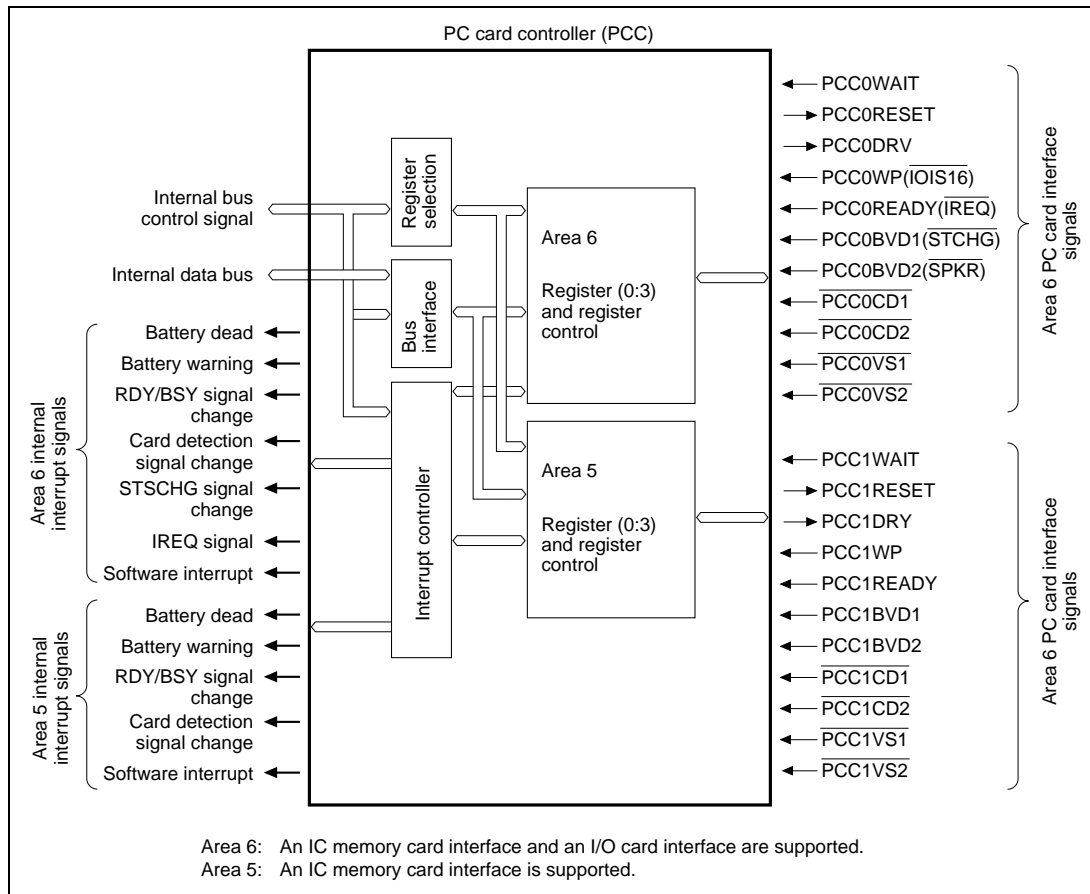 PC card controller (PCC)
Internal bus
control signal
Internal data bus
Area 6 internal
interrupt signals
Battery dead
Battery warning
RDY/BSY signal
change
Card detection
signal change
STSCHG signal
change
IREQ signal
Software interrupt
Area 5 internal
interrupt signals
Battery dead
Battery warning
RDY/BSY signal
change
Card detection
signal change
Software interrupt
Register
selection
Bus
interface
Interrupt controller
Area 6
Register (0:3)
and register
control
Area 5
Register (0:3)
and register
control
PCC0WAIT
PCC0RESET
PCC0DRV
PCC0WP(IOIS16)
PCC0READY(IREQ)
PCC0BVD1(STCHG)
PCC0BVD2(SPKR)
PCC0CD1
PCC0CD2
PCC0VS1
PCC0VS2
Area 6 PC card interface
signals
PCC1WAIT
PCC1RESET
PCC1DRY
PCC1WP
PCC1READY
PCC1BVD1
PCC1BVD2
PCC1CD1
PCC1CD2
PCC1VS1
PCC1VS2
Area 6 PC card interface
signals
Area 6: An IC memory card interface and an I/O card interface are supported.
Area 5: An IC memory card interface is supported.